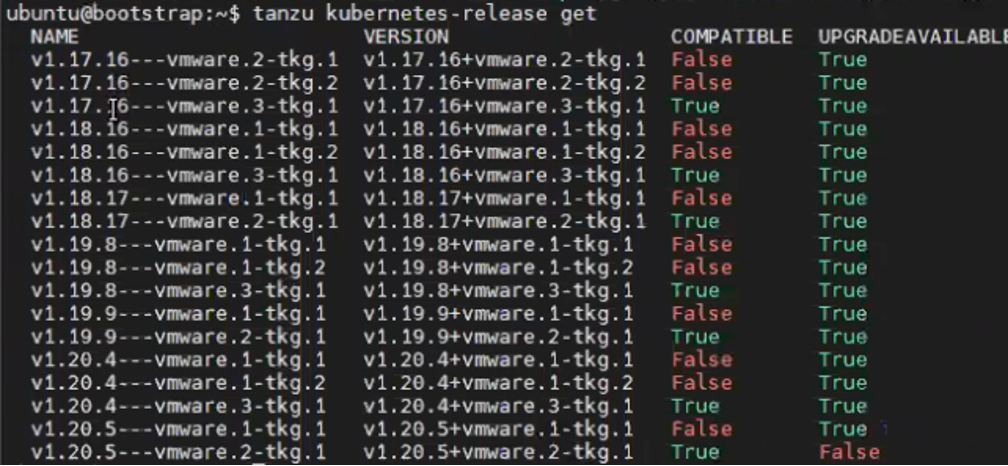 ubuntu@bootstrap:~$ tanzu kubernetes-release get
NAME VERSION COMPATIBLE UPGRADEAVAILABLE
v1.17.16---vmware.2-tkg.1 v1.17.16+vmware.2-tkg.1 False True
v1.17.16---vmware.2-tkg.2 v1.17.16+vmware.2-tkg.2 False True
v1.17.16---vmware.3-tkg.1 v1.17.16+vmware.3-tkg.1 True True
v1.18.16---vmware.1-tkg.1 v1.18.16+vmware.1-tkg.1 False True
v1.18.16---vmware.1-tkg.2 v1.18.16+vmware.1-tkg.2 False True
v1.18.16---vmware.3-tkg.1 v1.18.16+vmware.3-tkg.1 True True
v1.18.17---vmware.1-tkg.1 v1.18.17+vmware.1-tkg.1 False True
v1.18.17---vmware.2-tkg.1 v1.18.17+vmware.2-tkg.1 True True
v1.19.8---vmware.1-tkg.1 v1.19.8+vmware.1-tkg.1 False True
v1.19.8---vmware.1-tkg.2 v1.19.8+vmware.1-tkg.2 False True
v1.19.8---vmware.3-tkg.1 v1.19.8+vmware.3-tkg.1 True True
v1.19.9---vmware.1-tkg.1 v1.19.9+vmware.1-tkg.1 False True
v1.19.9---vmware.2-tkg.1 v1.19.9+vmware.2-tkg.1 True True
v1.20.4---vmware.1-tkg.1 v1.20.4+vmware.1-tkg.1 False True
v1.20.4---vmware.1-tkg.2 v1.20.4+vmware.1-tkg.2 False True
v1.20.4---vmware.3-tkg.1 v1.20.4+vmware.3-tkg.1 True True
v1.20.5---vmware.1-tkg.1 v1.20.5+vmware.1-tkg.1 False True
v1.20.5---vmware.2-tkg.1 v1.20.5+vmware.2-tkg.1 True False